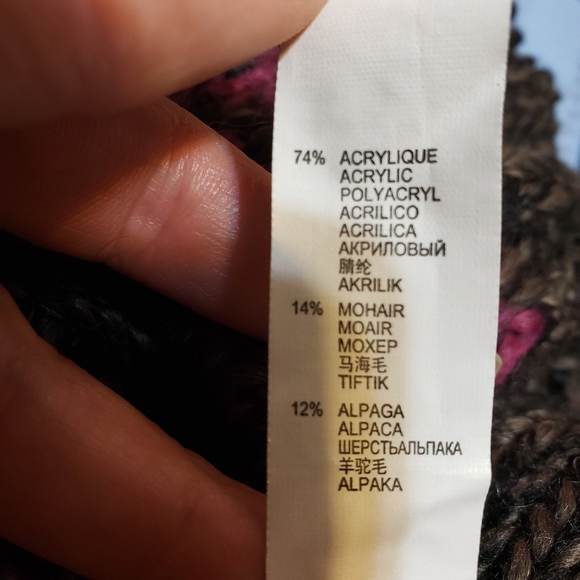 74% ACRYLIQUE
ACRYLIC
POLYACRYL
ACRILICO
ACRILICA
АКРИЛОВЫЙ
腈纶
AKRILIK
14% MOHAIR
MOAIR
МОХЕР
马海毛
TIFTIK
12% ALPAGA
ALPACA
ШЕРСТЬАЛЬПАКА
羊驼毛
ALPAKA